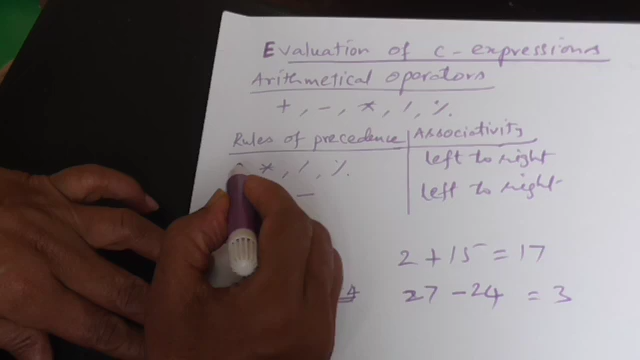 Evaluation of c-expressions
Arithmetical oporators
+, -, *, /, %.
Rules of precedence Associativity
*, /, %. left to right
- left to right
2 + 15 = 17
27 - 24 = 3